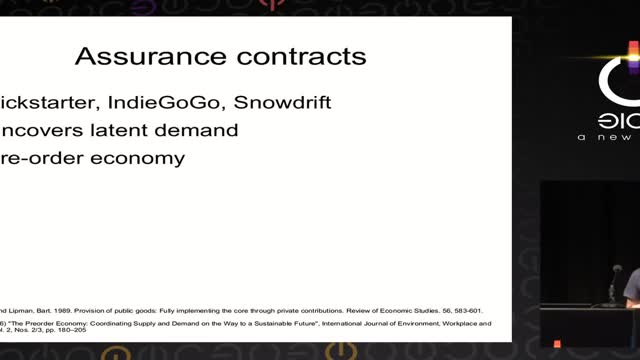 Assurance contracts
ickstarter, IndieGoGo, Snowdrift
ncovers latent demand
re-order economy
nd Lipman, Bart. 1989. Provision of public goods: Fully implementing the core through private contributions. Review of Economic Studies. 56, 583-601.
6) "The Preorder Economy: Coordinating Supply and Demand on the Way to a Sustainable Future", International Journal of Environment, Workplace and
l. 2, Nos. 2/3, pp. 180–205
a new